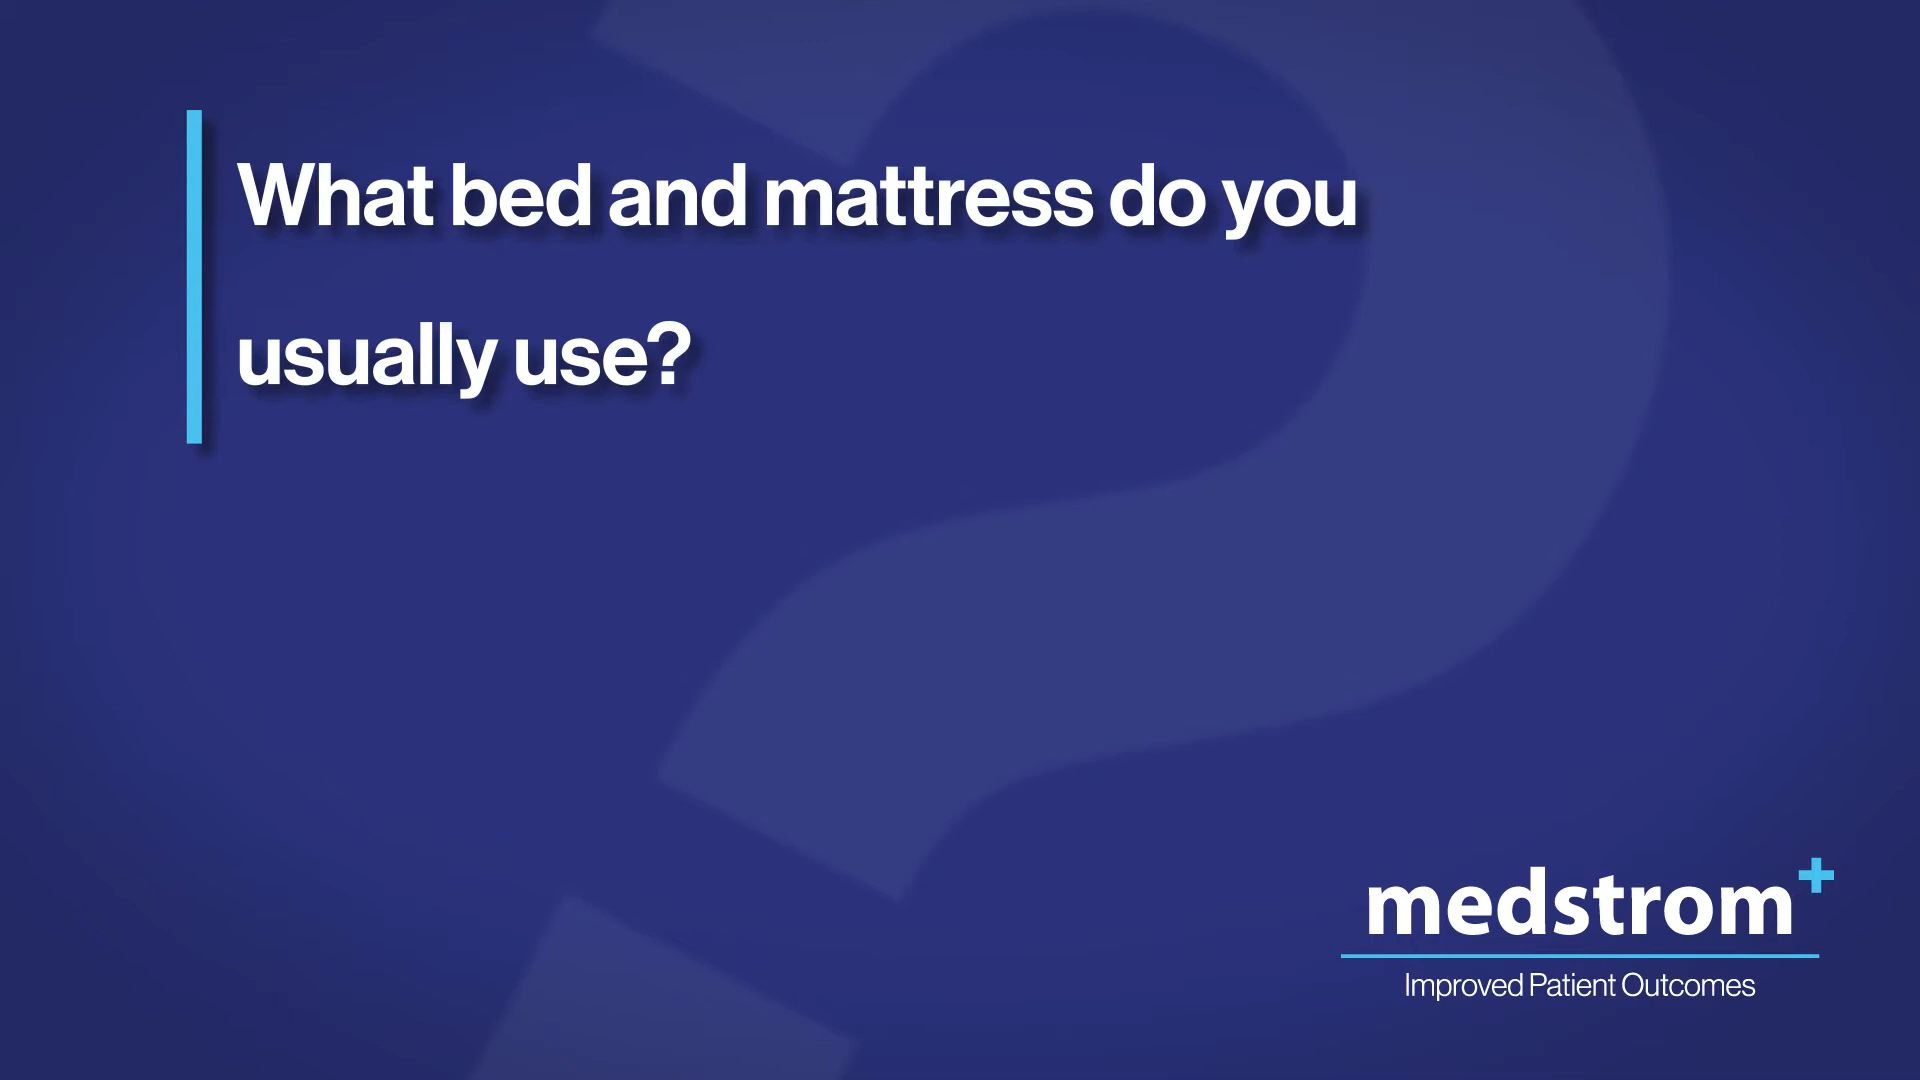 What bed and mattress do you
usually use?
medstrom
Improved Patient Outcomes